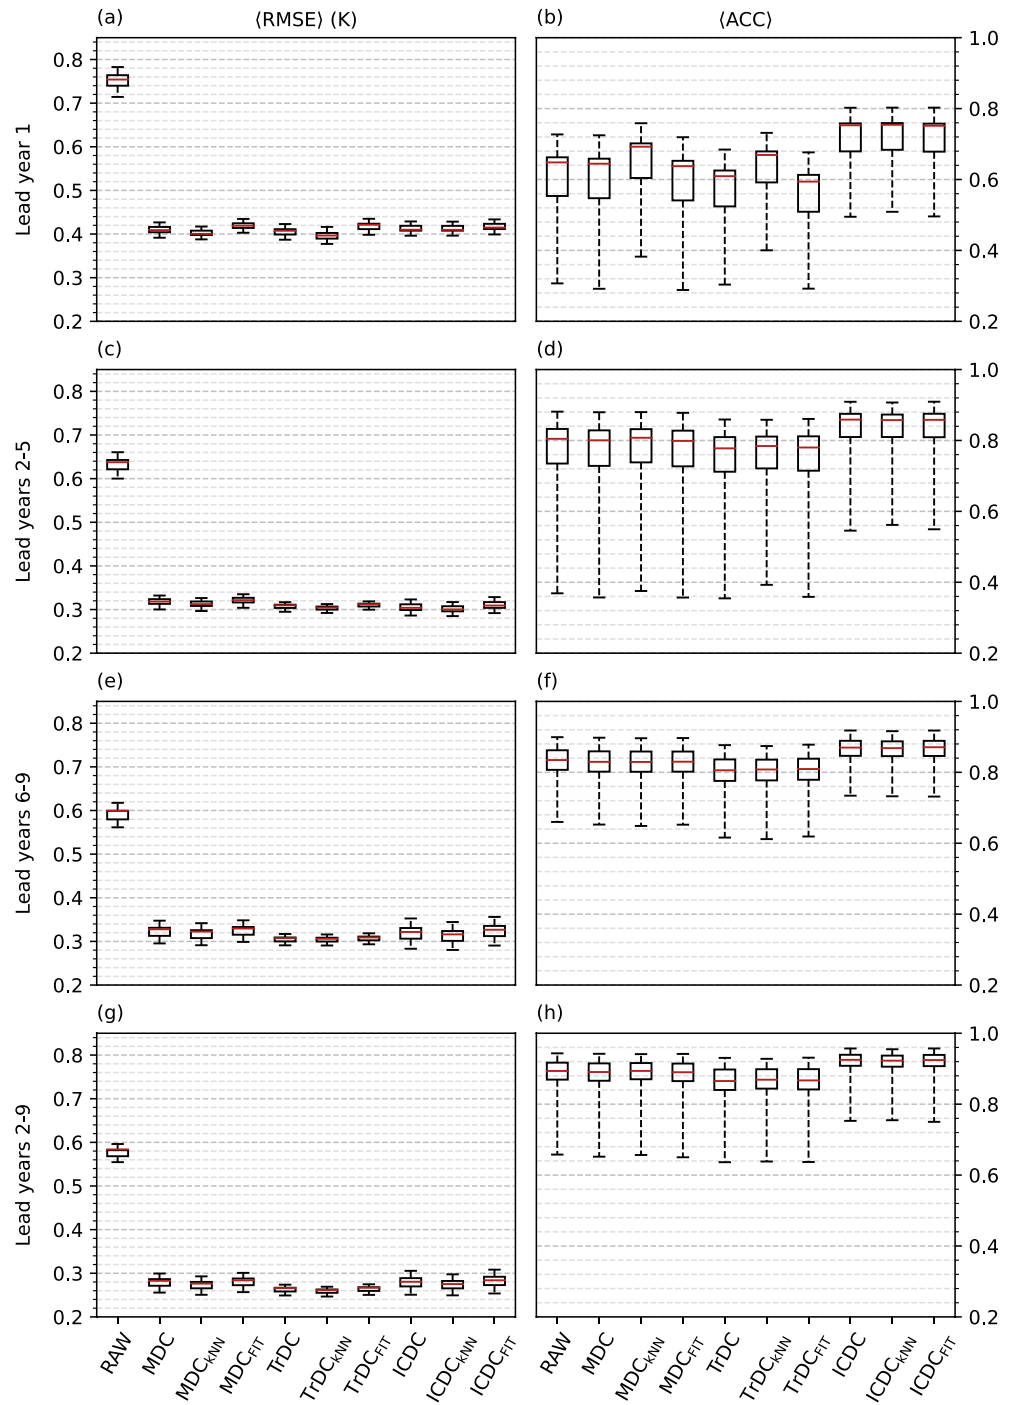 (a) ⟨RMSE⟩ (K) (b) ⟨ACC⟩
Lead year 1
0.8
0.7
0.6
0.5
0.4
0.3
0.2
1.0
0.8
0.6
0.4
0.2
(c) (d)
Lead years 2–5
0.8
0.7
0.6
0.5
0.4
0.3
0.2
1.0
0.8
0.6
0.4
0.2
(e) (f)
Lead years 6–9
0.8
0.7
0.6
0.5
0.4
0.3
0.2
1.0
0.8
0.6
0.4
0.2
(g) (h)
Lead years 2–9
0.8
0.7
0.6
0.5
0.4
0.3
0.2
1.0
0.8
0.6
0.4
0.2
RAW
MDC
MDCkNN
MDCFIT
TrDC
TrDCkNN
TrDCFIT
ICDC
ICDCkNN
ICDCFIT
RAW
MDC
MDCkNN
MDCFIT
TrDC
TrDCkNN
TrDCFIT
ICDC
ICDCkNN
ICDCFIT